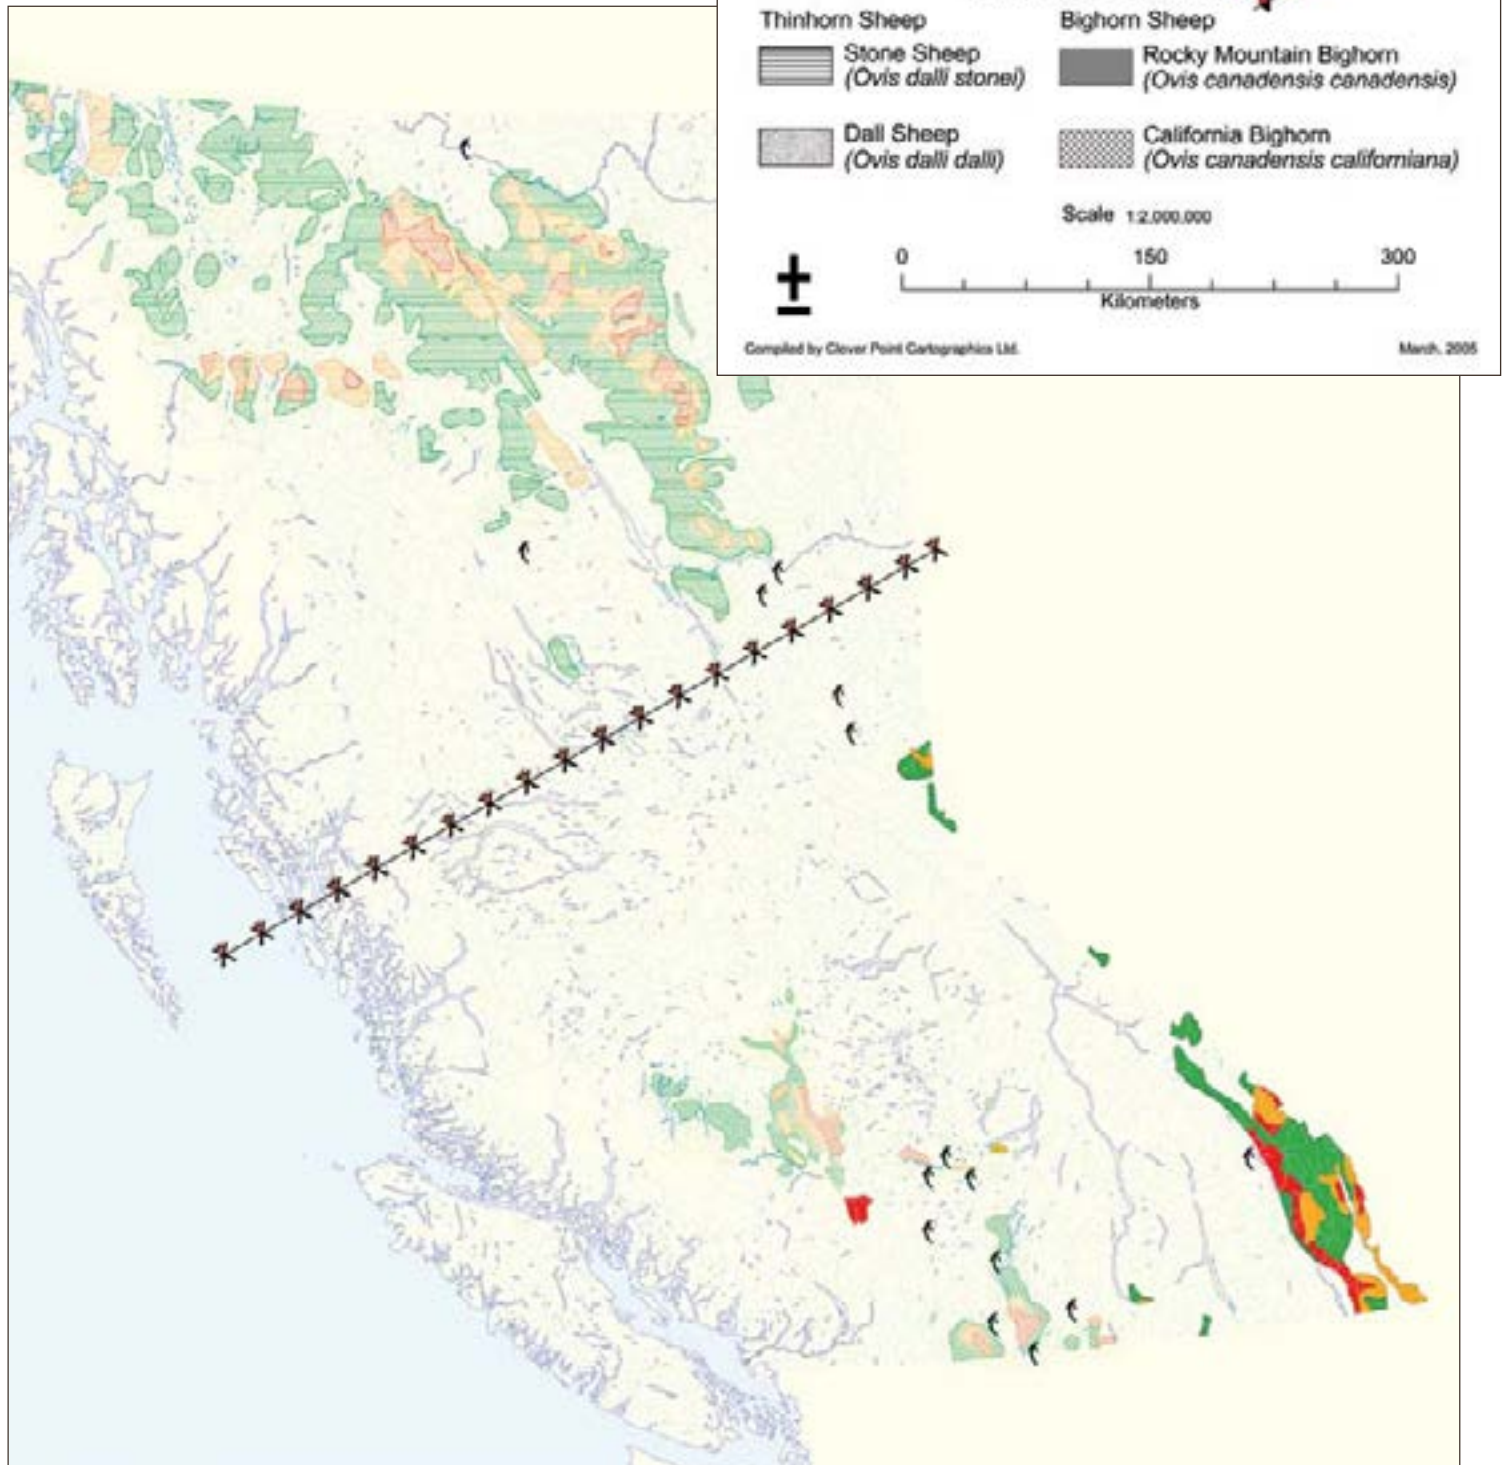 Thinhorn Sheep
Bighorn Sheep
Stone Sheep
(Ovis dalli stonei)
Rocky Mountain Bighorn
(Ovis canadensis canadensis)
Dall Sheep
(Ovis dalli dalli)
California Bighorn
(Ovis canadensis californiana)
Scale 1:2,000,000
0 150 300
Kilometers
Compiled by Clover Point Cartographics Ltd.
March, 2005